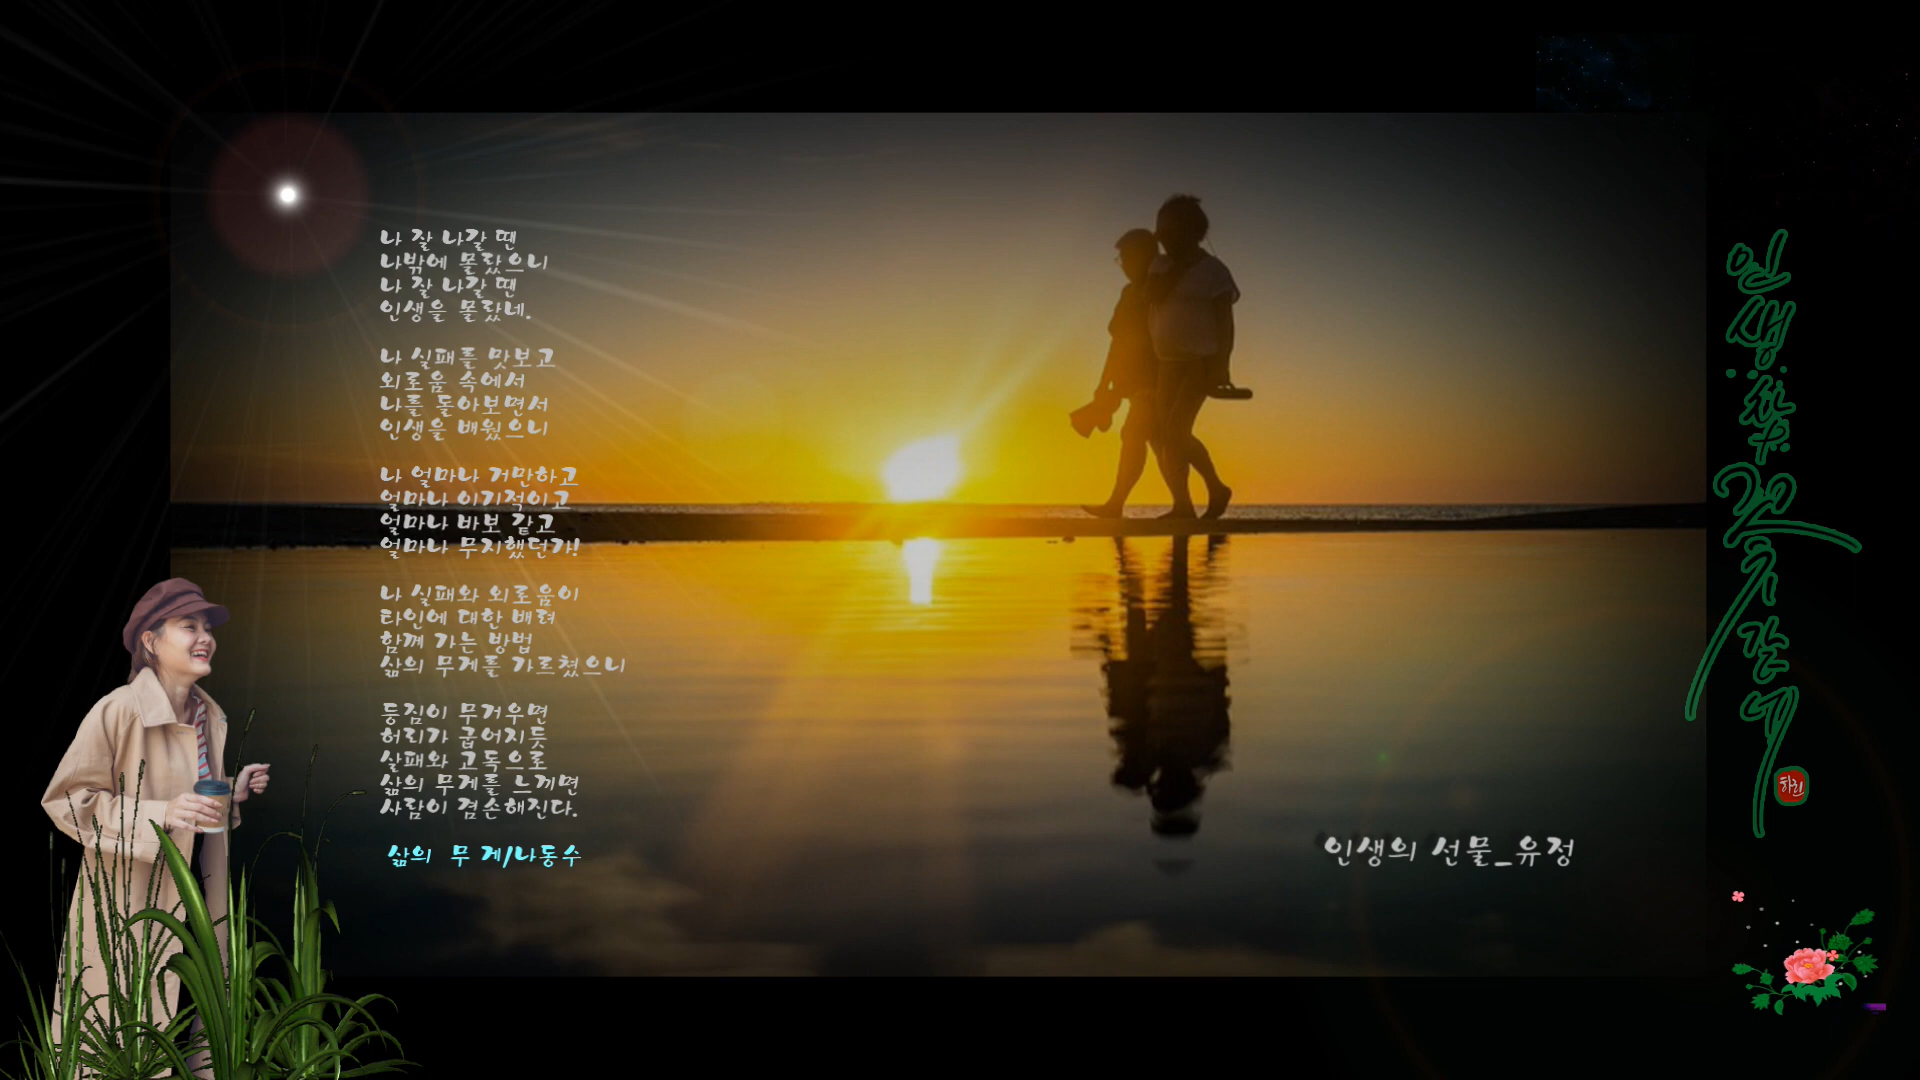 나 잘 나갈 땐
나밖에 몰랐으니
나 잘 나갈 땐
인생을 몰랐네.
나 실패를 맛보고
외로움 속에서
나를 돌아보면서
인생을 배웠으니
나 얼마나 거만하고
얼마나 이기적이고
얼마나 바보 같고
얼마나 무지했던가!
나 실패와 외로움이
타인에 대한 배려
함께 가는 방법
삶의 무게를 가르쳤으니
등짐이 무거우면
허리가 굽어지듯
살패와 고독으로
삶의 무게를 느끼면
사람이 겸손해진다.
삶의 무게/나동수
인생의 선물_유정
인생 참
꽃 같네
하리